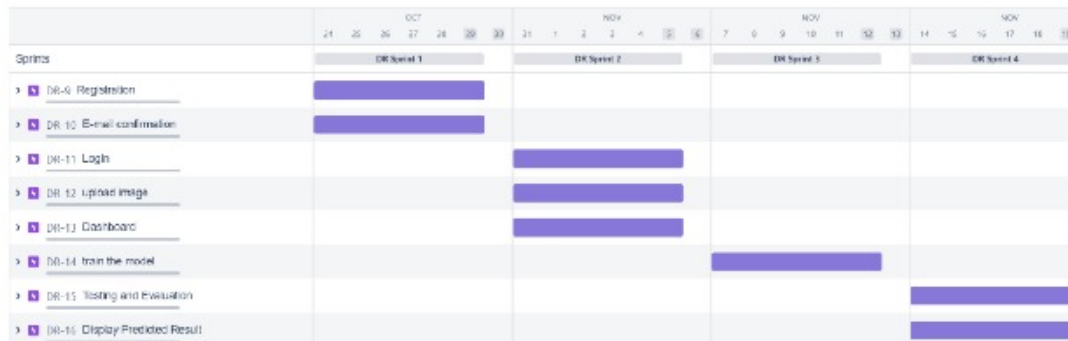 OCT NOV NOV NOV
24 25 26 27 28 29 30 31 1 2 3 4 5 6 7 8 9 10 11 12 13 14 15 16 17 18
Sprints DR Sprint 1 DR Sprint 2 DR Sprint 3 DR Sprint 4
DR-9 Registration
DR-10 E-mail confirmation
DR-11 Login
DR-12 upload image
DR-13 Dashboard
DR-14 train the model
DR-15 Testing and Evaluation
DR-16 Display Predicted Result